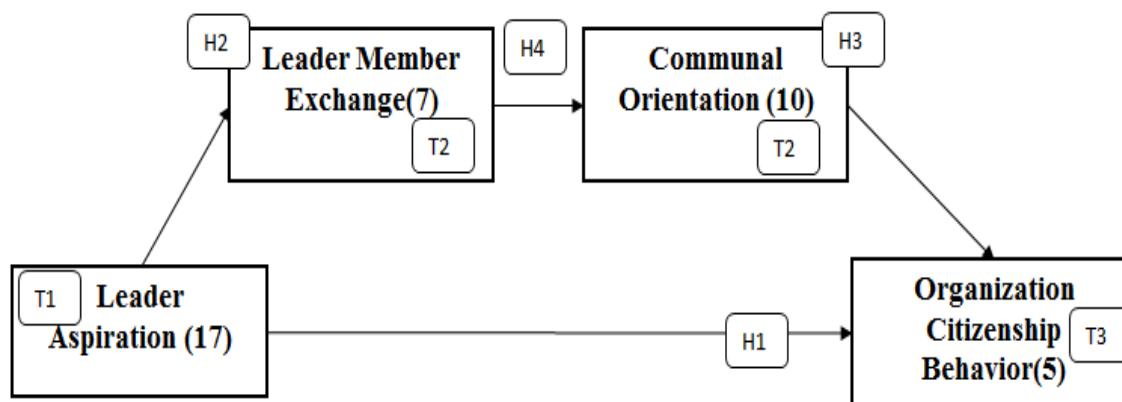 H2
Leader Member
Exchange(7)
T2
H4
Communal
Orientation (10)
T2
H3
T1
Leader
Aspiration (17)
H1
Organization
Citizenship
Behavior(5)
T3